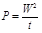 P = W²/t